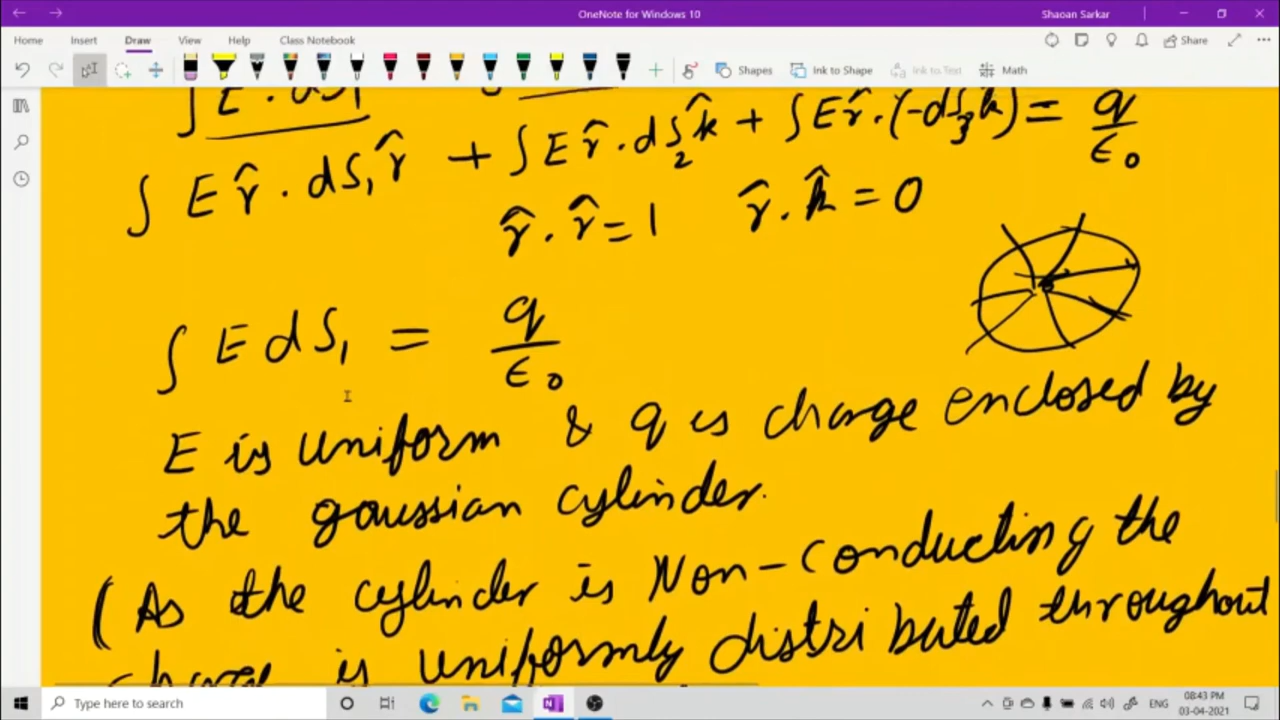 OneNote for Windows 10
Shaoan Sarkar
Home Insert Draw View Help Class Notebook
Share
Shapes Ink to Shape Ink to Text Math
∫ E · dS₁
∫ E r̂ · dS₁ r̂ + ∫ E r̂ · dS₂ k̂ + ∫ E r̂ · (-dS₃ k̂) = q/ε₀
r̂ · r̂ = 1 r̂ · k̂ = 0
∫ E dS₁ = q/ε₀
E is uniform & q is charge enclosed by
the gaussian cylinder.
(As the cylinder is Non-conducting the
charge is uniformly distributed throughout
Type here to search
ENG
08:43 PM
03-04-2021